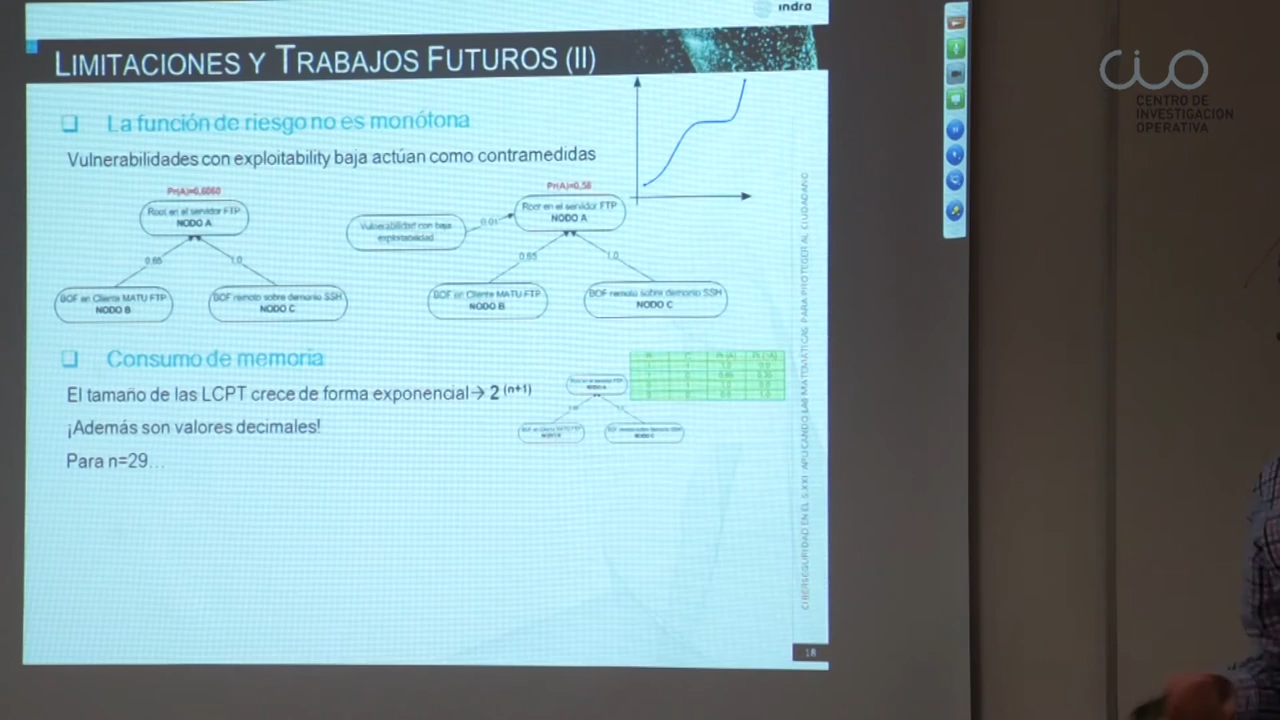 indra
LIMITACIONES Y TRABAJOS FUTUROS (II)
La función de riesgo no es monótona
Vulnerabilidades con exploitability baja actúan como contramedidas
Pr(A)=0,6060
Root en el servidor FTP
NODO A
0.65
1.0
BOF en Cliente MATU FTP
NODO B
BOF remoto sobre demonio SSH
NODO C
Pr(A)=0,58
Root en el servidor FTP
NODO A
Vulnerabilidad con baja
explotabilidad
0.01
0.65
1.0
BOF en Cliente MATU FTP
NODO B
BOF remoto sobre demonio SSH
NODO C
Consumo de memoria
El tamaño de las LCPT crece de forma exponencial→ 2 (n+1)
¡Además son valores decimales!
Para n=29…
CIBERSEGURIDAD EN EL S.XXI: APLICANDO LAS MATEMÁTICAS PARA PROTEGER AL CIUDADANO
18
CIO
CENTRO DE
INVESTIGACION
OPERATIVA